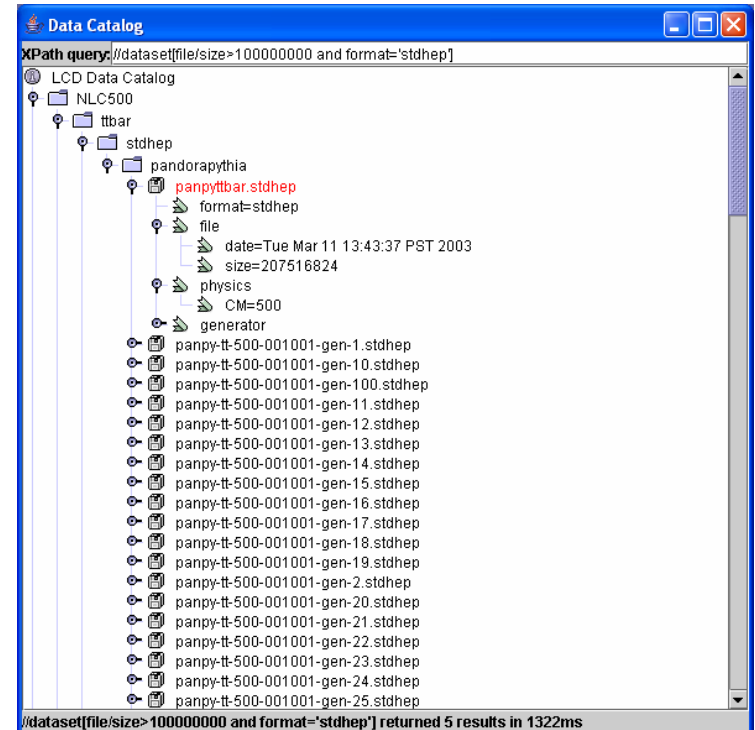 Data Catalog
XPath query: //dataset[file/size>100000000 and format='stdhep']
LCD Data Catalog
NLC500
ttbar
stdhep
pandorapythia
panpyttbar.stdhep
format=stdhep
file
date=Tue Mar 11 13:43:37 PST 2003
size=207516824
physics
CM=500
generator
panpy-tt-500-001001-gen-1.stdhep
panpy-tt-500-001001-gen-10.stdhep
panpy-tt-500-001001-gen-100.stdhep
panpy-tt-500-001001-gen-11.stdhep
panpy-tt-500-001001-gen-12.stdhep
panpy-tt-500-001001-gen-13.stdhep
panpy-tt-500-001001-gen-14.stdhep
panpy-tt-500-001001-gen-15.stdhep
panpy-tt-500-001001-gen-16.stdhep
panpy-tt-500-001001-gen-17.stdhep
panpy-tt-500-001001-gen-18.stdhep
panpy-tt-500-001001-gen-19.stdhep
panpy-tt-500-001001-gen-2.stdhep
panpy-tt-500-001001-gen-20.stdhep
panpy-tt-500-001001-gen-21.stdhep
panpy-tt-500-001001-gen-22.stdhep
panpy-tt-500-001001-gen-23.stdhep
panpy-tt-500-001001-gen-24.stdhep
panpy-tt-500-001001-gen-25.stdhep
//dataset[file/size>100000000 and format='stdhep'] returned 5 results in 1322ms